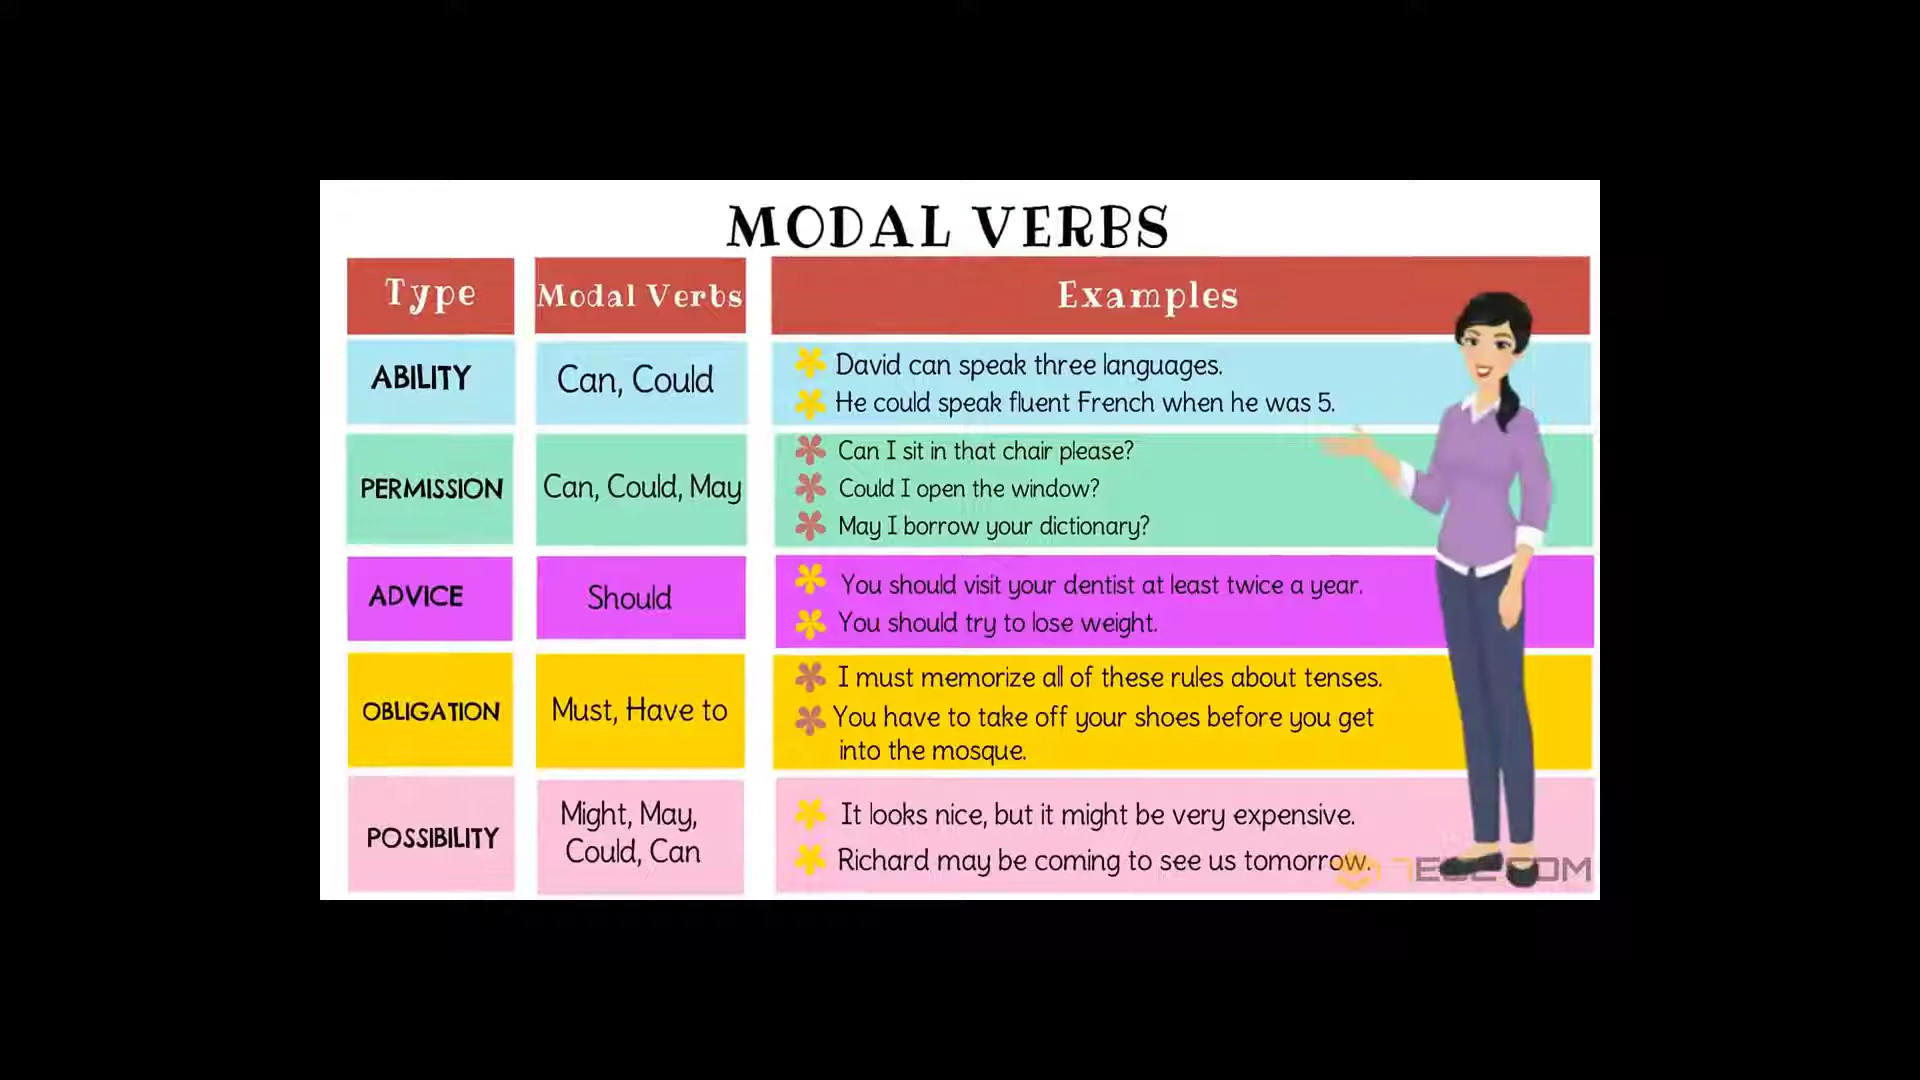 MODAL VERBS
Type
Modal Verbs
Examples
ABILITY
Can, Could
David can speak three languages.
He could speak fluent French when he was 5.
PERMISSION
Can, Could, May
Can I sit in that chair please?
Could I open the window?
May I borrow your dictionary?
ADVICE
Should
You should visit your dentist at least twice a year.
You should try to lose weight.
OBLIGATION
Must, Have to
I must memorize all of these rules about tenses.
You have to take off your shoes before you get
into the mosque.
POSSIBILITY
Might, May,
Could, Can
It looks nice, but it might be very expensive.
Richard may be coming to see us tomorrow.